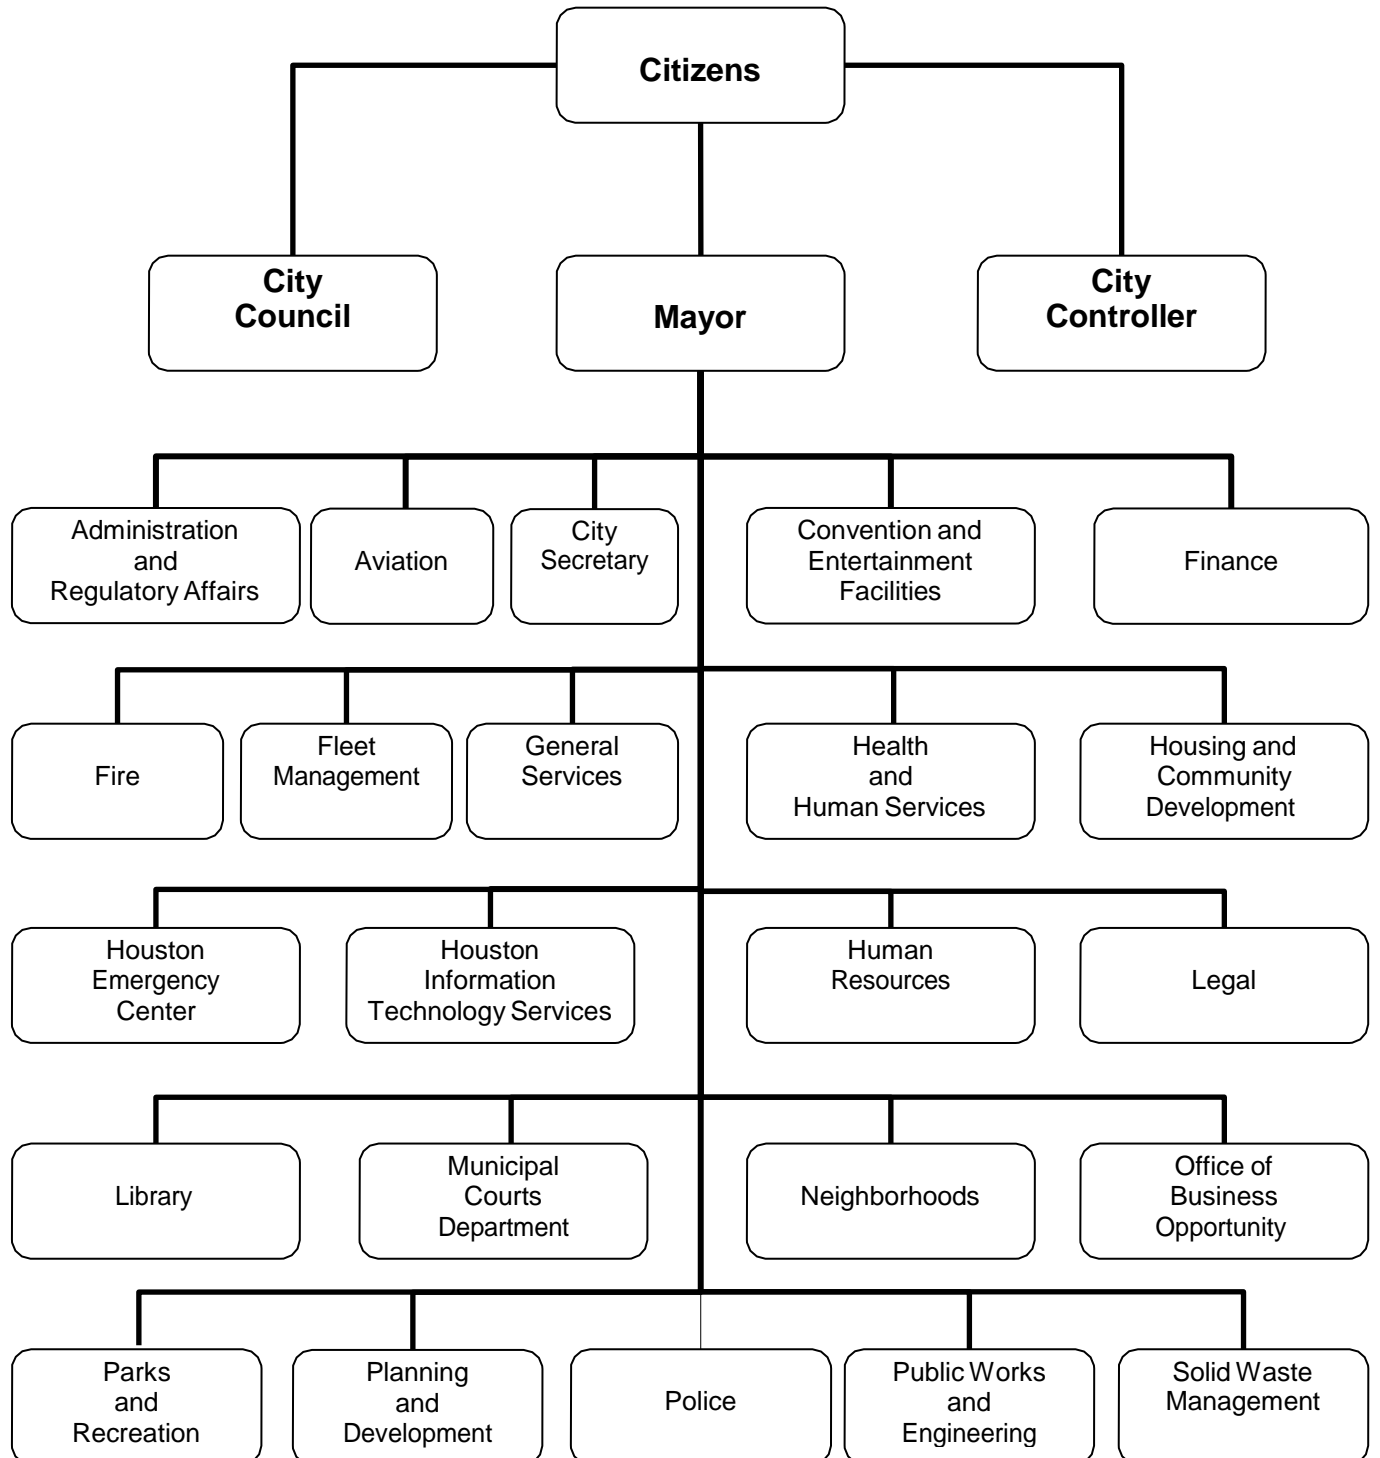 Citizens
City
Council
Mayor
City
Controller
Administration
and
Regulatory Affairs
Aviation
City
Secretary
Convention and
Entertainment
Facilities
Finance
Fire
Fleet
Management
General
Services
Health
and
Human Services
Housing and
Community
Development
Houston
Emergency
Center
Houston
Information
Technology Services
Human
Resources
Legal
Library
Municipal
Courts
Department
Neighborhoods
Office of
Business
Opportunity
Parks
and
Recreation
Planning
and
Development
Police
Public Works
and
Engineering
Solid Waste
Management